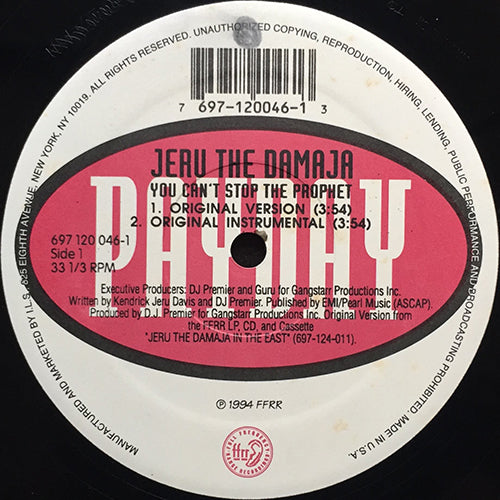 MANUFACTURED AND MARKETED BY I.L.S. 825 EIGHTH AVENUE, NEW YORK, NY 10019. ALL RIGHTS RESERVED. UNAUTHORIZED COPYING, REPRODUCTION, HIRING, LENDING, PUBLIC PERFORMANCE AND BROADCASTING PROHIBITED. MADE IN U.S.A.
7 697-120046-1 3
PAYDAY
JERU THE DAMAJA
YOU CAN'T STOP THE PROPHET
1. ORIGINAL VERSION (3:54)
2. ORIGINAL INSTRUMENTAL (3:54)
697 120 046-1
Side 1
33 1/3 RPM
Executive Producers: DJ Premier and Guru for Gangstarr Productions Inc.
Written by Kendrick Jeru Davis and DJ Premier. Published by EMI/Pearl Music (ASCAP).
Produced by D.J. Premier for Gangstarr Productions Inc. Original Version from
the FFRR LP, CD, and Cassette
"JERU THE DAMAJA IN THE EAST" (697-124-011).
℗ 1994 FFRR
FULL FREQUENCY
ffrr
RANGE RECORDINGS